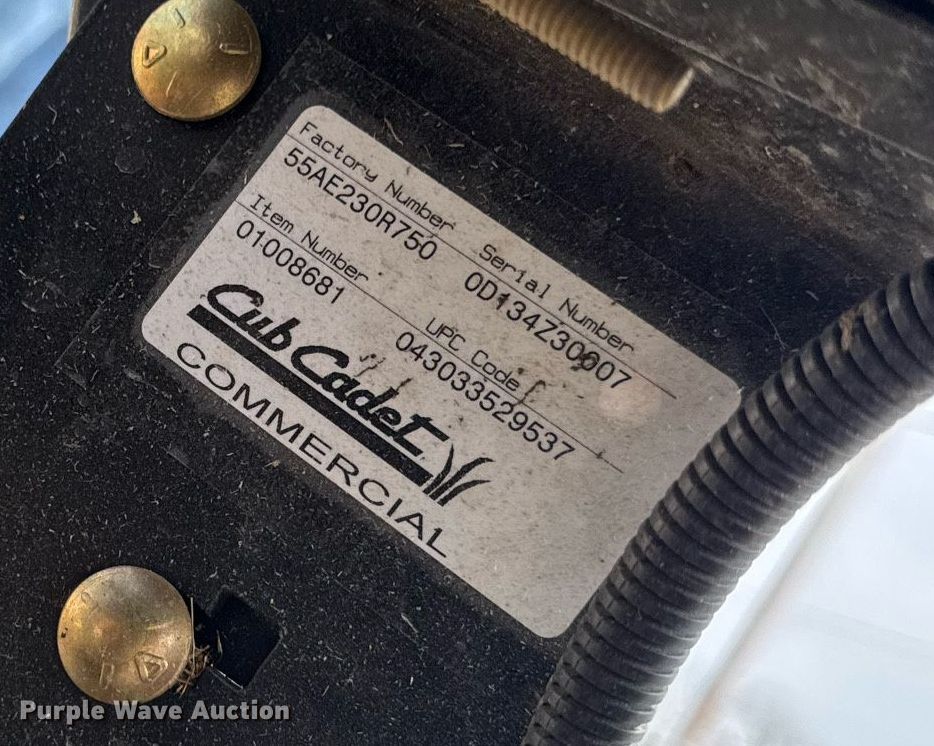 Factory Number Serial Number
55AE230R750 0D134Z30007
Item Number UPC Code
01008681 043033529537
Cub Cadet
COMMERCIAL
Purple Wave Auction